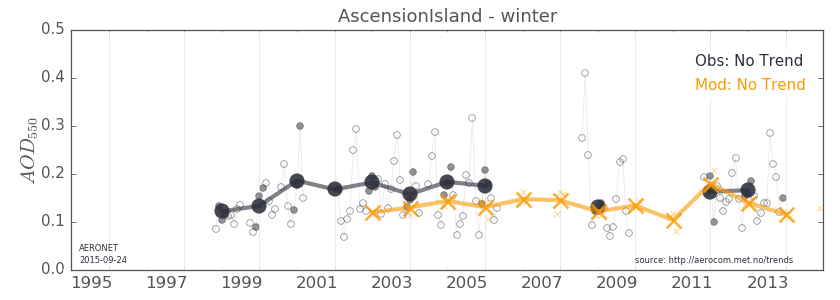 AscensionIsland - winter
0.5
0.4
0.3
0.2
0.1
0.0
AOD550
Obs: No Trend
Mod: No Trend
AERONET
2015-09-24
source: http://aerocom.met.no/trends
1995 1997 1999 2001 2003 2005 2007 2009 2011 2013